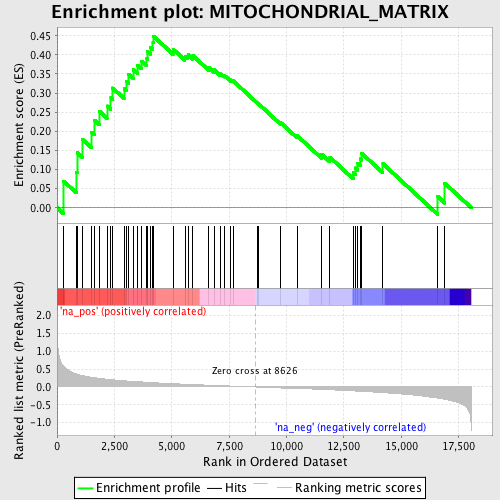 Enrichment plot: MITOCHONDRIAL_MATRIX
Enrichment score (ES)
0.45
0.40
0.35
0.30
0.25
0.20
0.15
0.10
0.05
0.00
'na_pos' (positively correlated)
Ranked list metric (PreRanked)
2.0
1.5
1.0
0.5
0.0
-0.5
-1.0
Zero cross at 8626
'na_neg' (negatively correlated)
0
2,500
5,000
7,500
10,000
12,500
15,000
17,500
Rank in Ordered Dataset
Enrichment profile
Hits
Ranking metric scores